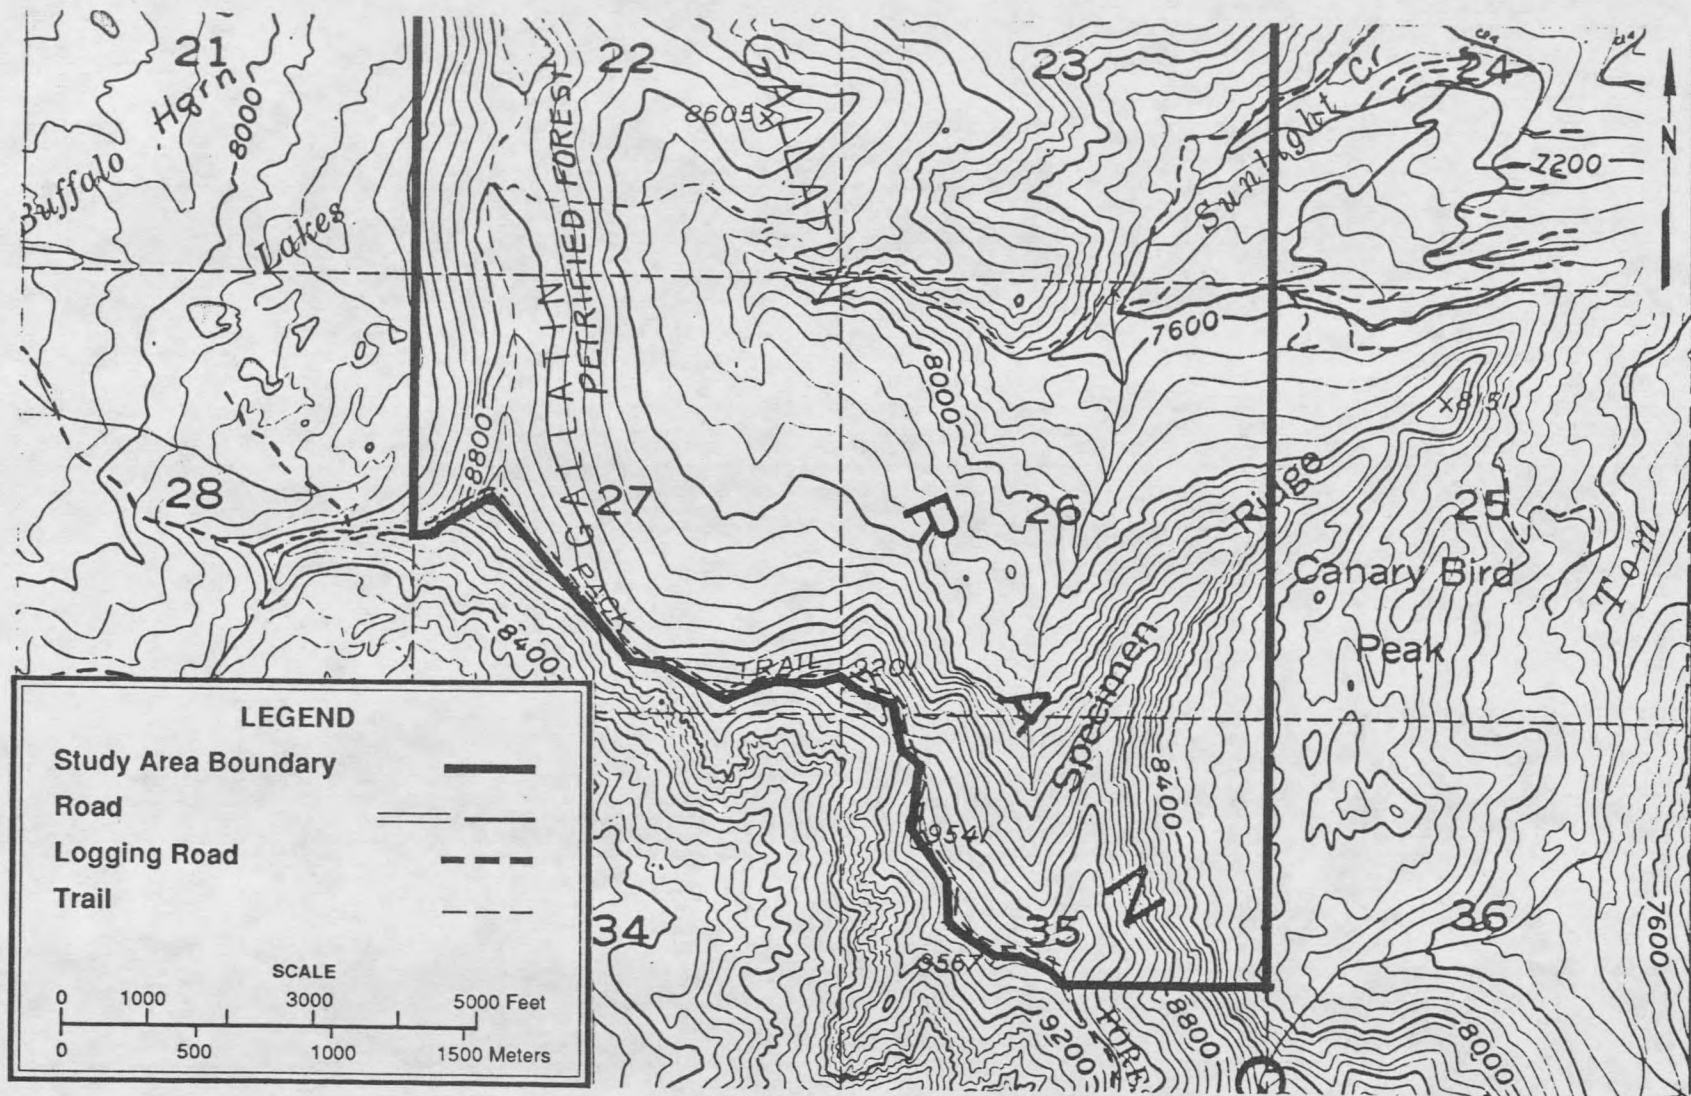 21
22
23
24
Buffalo Horn
Lakes
8000
8605×
GALLATIN
PETRIFIED FOREST
Sunlight Cr
7200
N
7600
8000
8800
GALLATIN
PETRIFIED FOREST
28
27
26
25
R
A
N
Specimen Ridge
Canary Bird
Peak
Tom
PACK
TRAIL
8400
9541
8400
34
35
36
9567
7600
9200
8800
8000
LEGEND
Study Area Boundary
Road
Logging Road
Trail
SCALE
0 1000 3000 5000 Feet
0 500 1000 1500 Meters